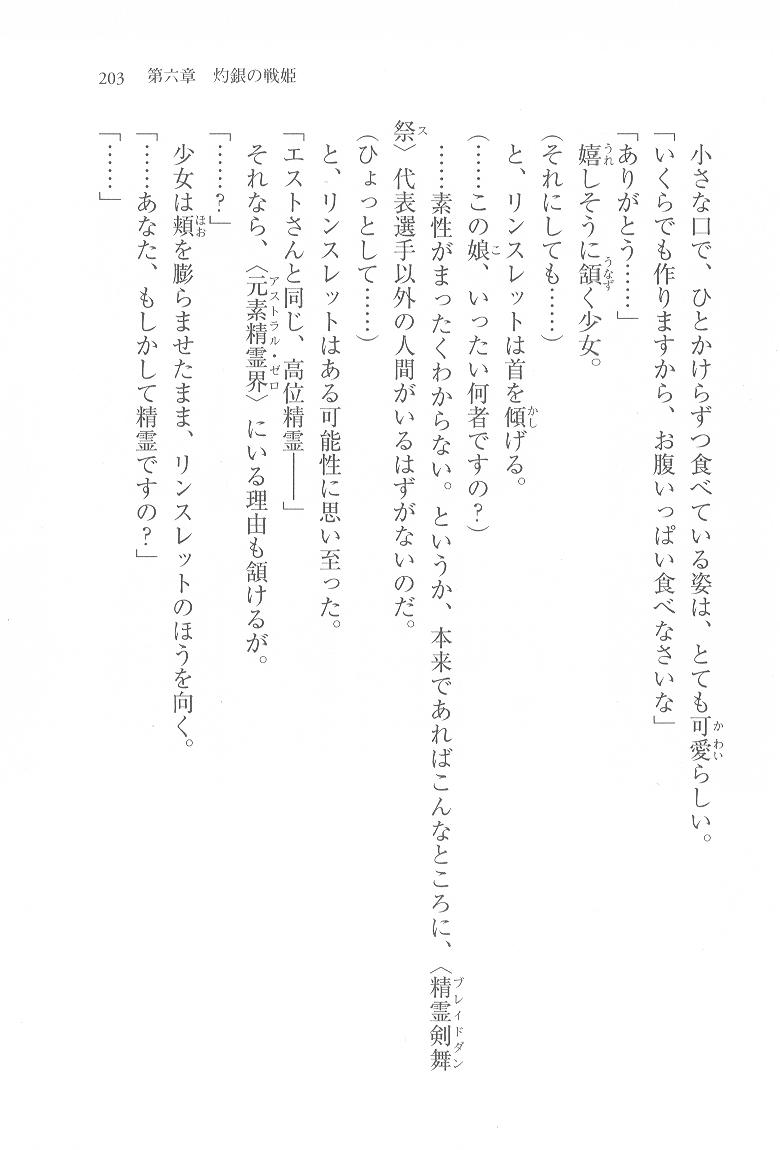 203　第六章　灼銀の戦姫
　小さな口で、ひとかけらずつ食べている姿は、とても可愛らしい。
「いくらでも作りますから、お腹いっぱい食べなさいな」
「ありがとう……」
　嬉しそうに頷く少女。
(それにしても……)
　と、リンスレットは首を傾げる。
(……この娘、いったい何者ですの？)
　……素性がまったくわからない。というか、本来であればこんなところに、〈精霊剣舞
祭〉代表選手以外の人間がいるはずがないのだ。
(ひょっとして……)
　と、リンスレットはある可能性に思い至った。
「エストさんと同じ、高位精霊――」
　それなら、〈元素精霊界〉にいる理由も頷けるが。
「……？」
　少女は頬を膨らませたまま、リンスレットのほうを向く。
「……あなた、もしかして精霊ですの？」
「……」